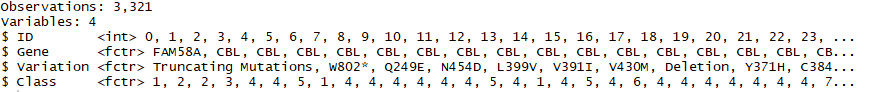 Observations: 3,321
Variables: 4
$ ID        <int> 0, 1, 2, 3, 4, 5, 6, 7, 8, 9, 10, 11, 12, 13, 14, 15, 16, 17, 18, 19, 20, 21, 22, 23, ...
$ Gene      <fctr> FAM58A, CBL, CBL, CBL, CBL, CBL, CBL, CBL, CBL, CBL, CBL, CBL, CBL, CBL, CBL, CBL, CB...
$ Variation <fctr> Truncating Mutations, W802*, Q249E, N454D, L399V, V391I, V430M, Deletion, Y371H, C384...
$ Class     <fctr> 1, 2, 2, 3, 4, 4, 5, 1, 4, 4, 4, 4, 4, 4, 5, 4, 1, 4, 5, 4, 6, 4, 4, 4, 4, 4, 4, 7...